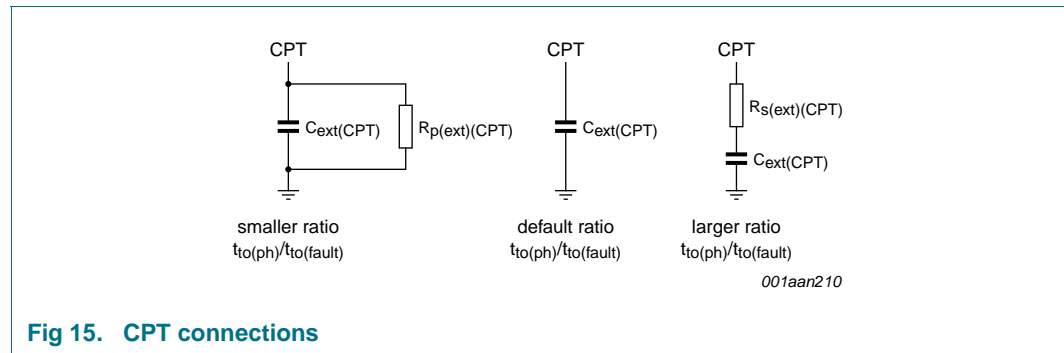 CPT
Cext(CPT)
Rp(ext)(CPT)
smaller ratio
tto(ph)/tto(fault)
CPT
Cext(CPT)
default ratio
tto(ph)/tto(fault)
CPT
Rs(ext)(CPT)
Cext(CPT)
larger ratio
tto(ph)/tto(fault)
001aan210
Fig 15. CPT connections